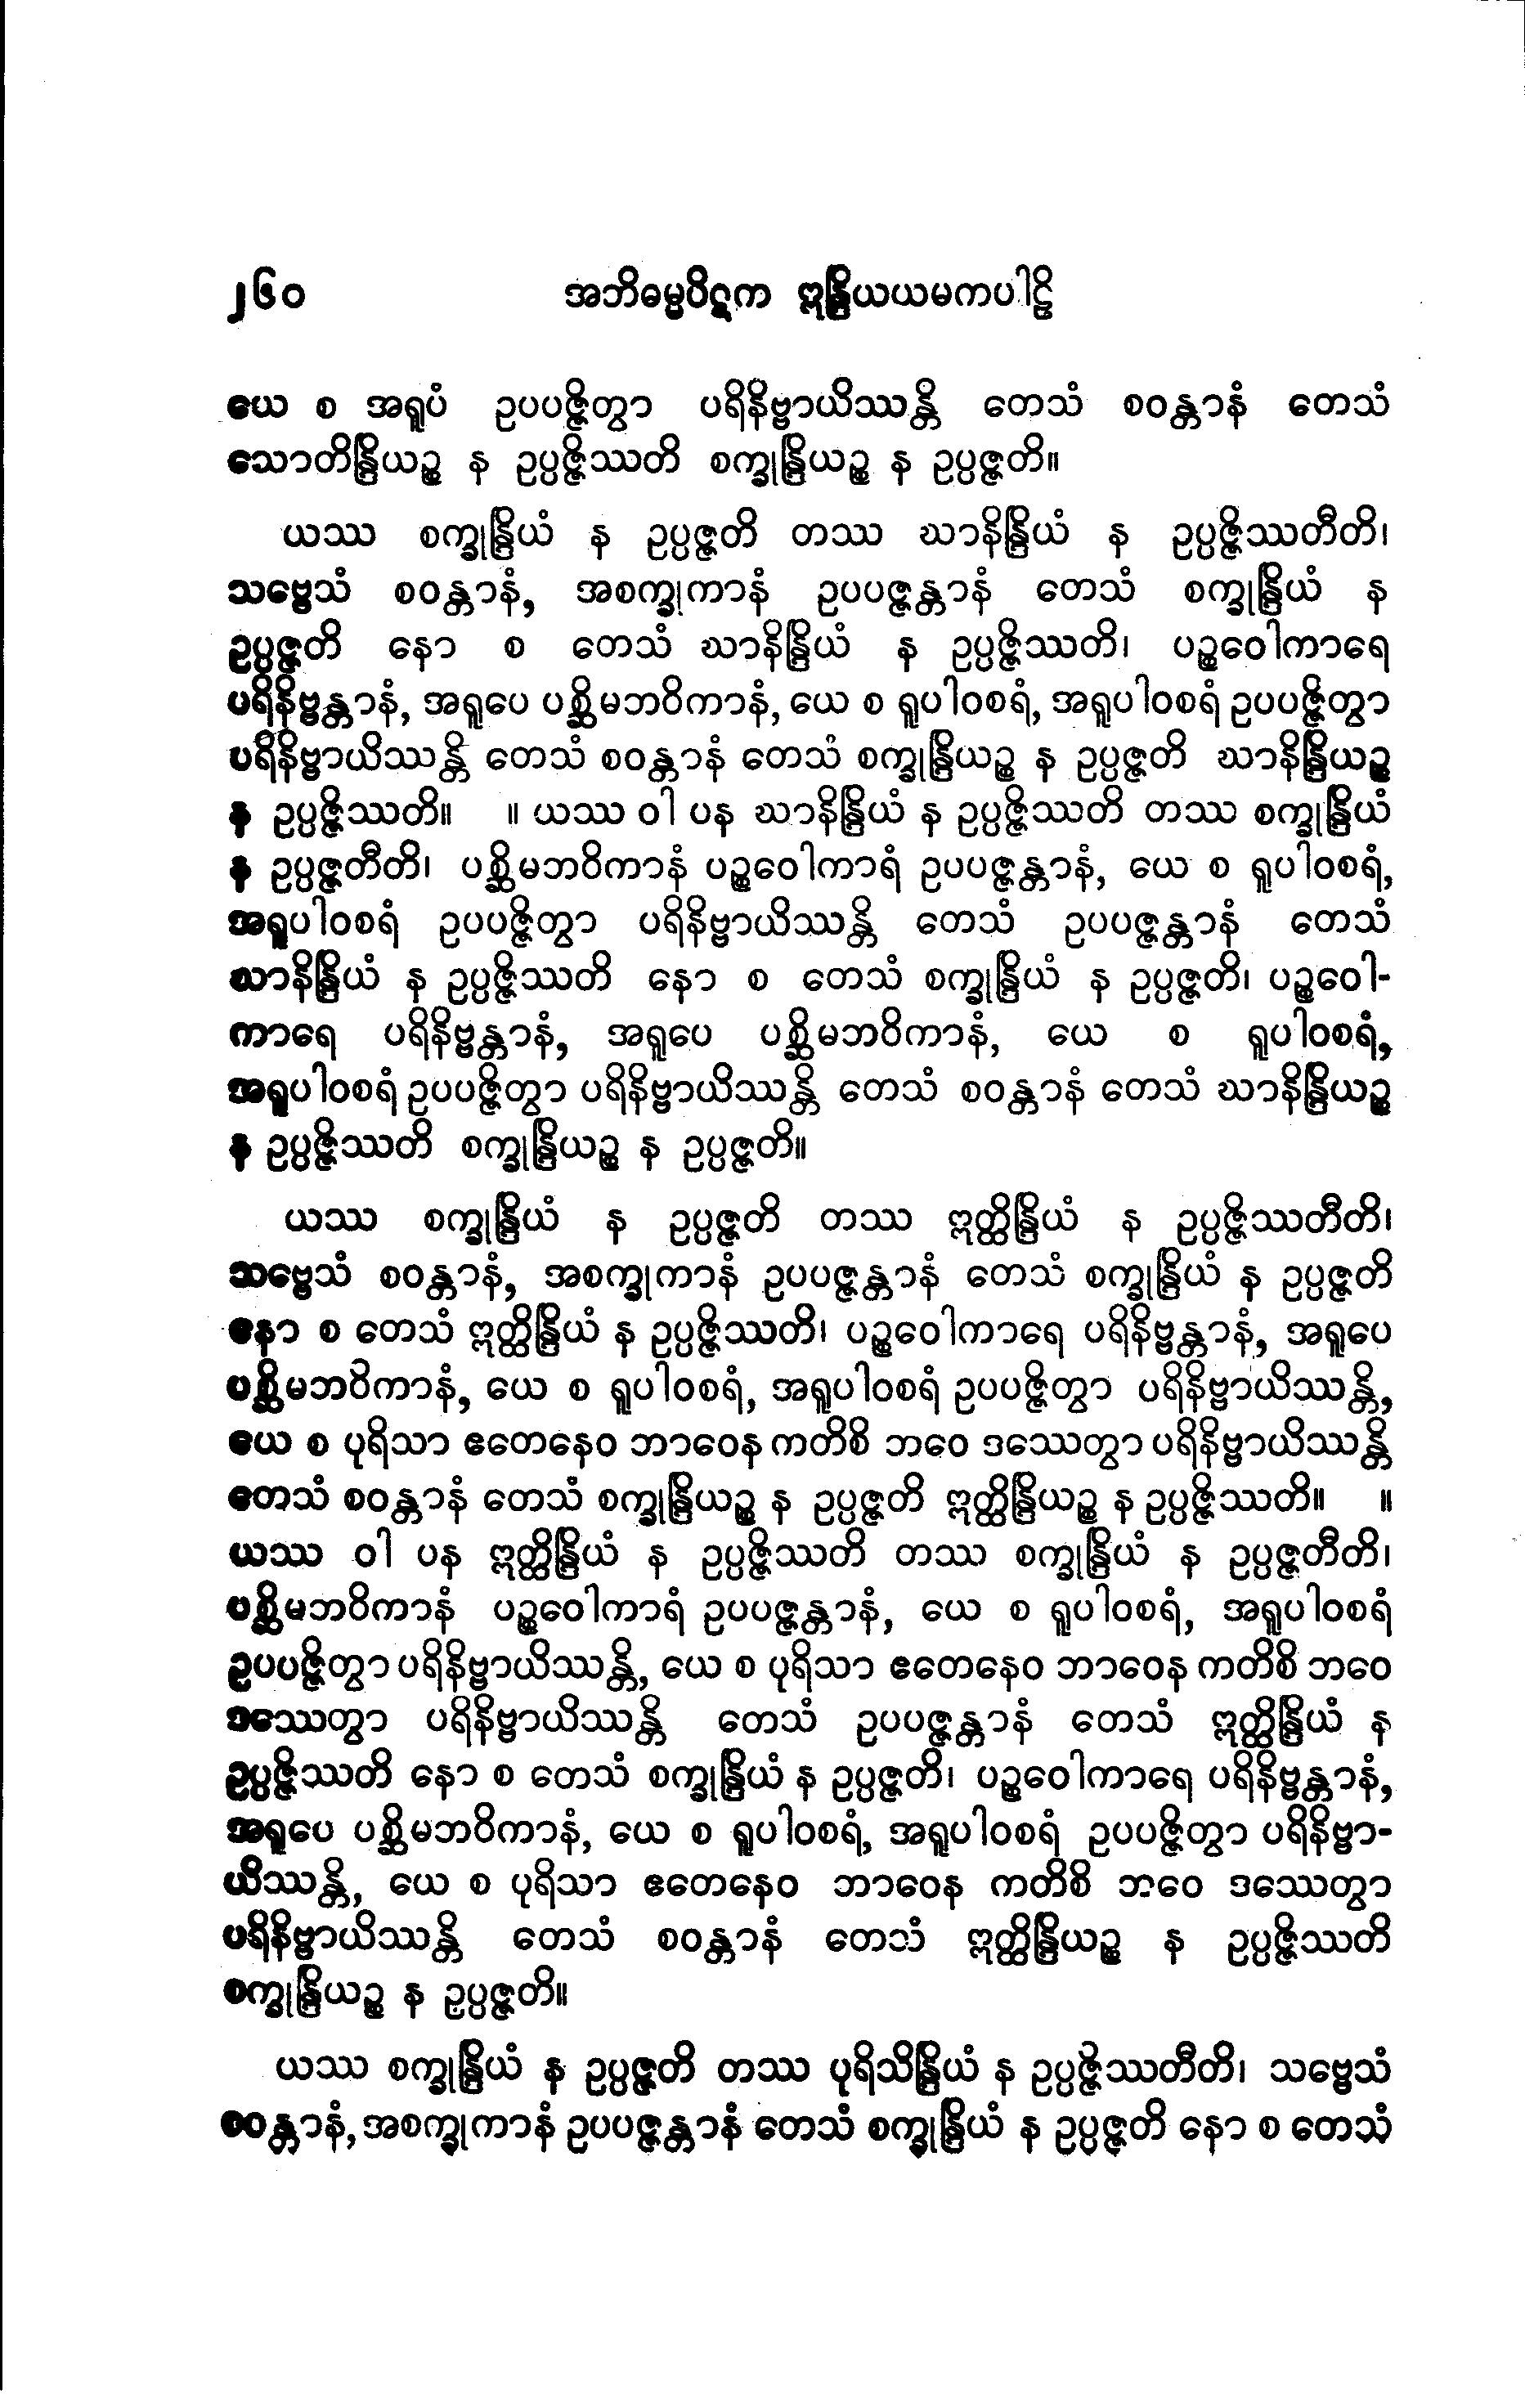 ၂၆၀ အဘိဓမ္မပိဋက ဣန္ဒြိယယမကပါဠိ
ယေ စ အရူပံ ဥပပဇ္ဇိတွာ ပရိနိဗ္ဗာယိဿန္တိ တေသံ စဝန္တာနံ တေသံ
သောတိန္ဒြိယဉ္စ န ဥပ္ပဇ္ဇိဿတိ စက္ခုန္ဒြိယဉ္စ န ဥပ္ပဇ္ဇတိ။
ယဿ စက္ခုန္ဒြိယံ န ဥပ္ပဇ္ဇတိ တဿ ဃာနိန္ဒြိယံ န ဥပ္ပဇ္ဇိဿတီတိ၊
သဗ္ဗေသံ စဝန္တာနံ, အစက္ခုကာနံ ဥပပဇ္ဇန္တာနံ တေသံ စက္ခုန္ဒြိယံ န
ဥပ္ပဇ္ဇတိ နော စ တေသံ ဃာနိန္ဒြိယံ န ဥပ္ပဇ္ဇိဿတိ၊ ပဉ္စဝေါကာရေ
ပရိနိဗ္ဗန္တာနံ, အရူပေ ပစ္ဆိမဘဝိကာနံ, ယေ စ ရူပါဝစရံ, အရူပါဝစရံ ဥပပဇ္ဇိတွာ
ပရိနိဗ္ဗာယိဿန္တိ တေသံ စဝန္တာနံ တေသံ စက္ခုန္ဒြိယဉ္စ န ဥပ္ပဇ္ဇတိ ဃာနိန္ဒြိယဉ္စ
န ဥပ္ပဇ္ဇိဿတိ။ ။ ယဿ ဝါ ပန ဃာနိန္ဒြိယံ န ဥပ္ပဇ္ဇိဿတိ တဿ စက္ခုန္ဒြိယံ
န ဥပ္ပဇ္ဇတီတိ၊ ပစ္ဆိမဘဝိကာနံ ပဉ္စဝေါကာရံ ဥပပဇ္ဇန္တာနံ, ယေ စ ရူပါဝစရံ,
အရူပါဝစရံ ဥပပဇ္ဇိတွာ ပရိနိဗ္ဗာယိဿန္တိ တေသံ ဥပပဇ္ဇန္တာနံ တေသံ
ဃာနိန္ဒြိယံ န ဥပ္ပဇ္ဇိဿတိ နော စ တေသံ စက္ခုန္ဒြိယံ န ဥပ္ပဇ္ဇတိ၊ ပဉ္စဝေါ-
ကာရေ ပရိနိဗ္ဗန္တာနံ, အရူပေ ပစ္ဆိမဘဝိကာနံ, ယေ စ ရူပါဝစရံ,
အရူပါဝစရံ ဥပပဇ္ဇိတွာ ပရိနိဗ္ဗာယိဿန္တိ တေသံ စဝန္တာနံ တေသံ ဃာနိန္ဒြိယဉ္စ
န ဥပ္ပဇ္ဇိဿတိ စက္ခုန္ဒြိယဉ္စ န ဥပ္ပဇ္ဇတိ။
ယဿ စက္ခုန္ဒြိယံ န ဥပ္ပဇ္ဇတိ တဿ ဣတ္ထိန္ဒြိယံ န ဥပ္ပဇ္ဇိဿတီတိ၊
သဗ္ဗေသံ စဝန္တာနံ, အစက္ခုကာနံ ဥပပဇ္ဇန္တာနံ တေသံ စက္ခုန္ဒြိယံ န ဥပ္ပဇ္ဇတိ
နော စ တေသံ ဣတ္ထိန္ဒြိယံ န ဥပ္ပဇ္ဇိဿတိ၊ ပဉ္စဝေါကာရေ ပရိနိဗ္ဗန္တာနံ, အရူပေ
ပစ္ဆိမဘဝိကာနံ, ယေ စ ရူပါဝစရံ, အရူပါဝစရံ ဥပပဇ္ဇိတွာ ပရိနိဗ္ဗာယိဿန္တိ,
ယေ စ ပုရိသာ ဧတေနေဝ ဘာဝေန ကတိစိ ဘဝေ ဒဿေတွာ ပရိနိဗ္ဗာယိဿန္တိ
တေသံ စဝန္တာနံ တေသံ စက္ခုန္ဒြိယဉ္စ န ဥပ္ပဇ္ဇတိ ဣတ္ထိန္ဒြိယဉ္စ န ဥပ္ပဇ္ဇိဿတိ။ ။
ယဿ ဝါ ပန ဣတ္ထိန္ဒြိယံ န ဥပ္ပဇ္ဇိဿတိ တဿ စက္ခုန္ဒြိယံ န ဥပ္ပဇ္ဇတီတိ၊
ပစ္ဆိမဘဝိကာနံ ပဉ္စဝေါကာရံ ဥပပဇ္ဇန္တာနံ, ယေ စ ရူပါဝစရံ, အရူပါဝစရံ
ဥပပဇ္ဇိတွာ ပရိနိဗ္ဗာယိဿန္တိ, ယေ စ ပုရိသာ ဧတေနေဝ ဘာဝေန ကတိစိ ဘဝေ
ဒဿေတွာ ပရိနိဗ္ဗာယိဿန္တိ တေသံ ဥပပဇ္ဇန္တာနံ တေသံ ဣတ္ထိန္ဒြိယံ န
ဥပ္ပဇ္ဇိဿတိ နော စ တေသံ စက္ခုန္ဒြိယံ န ဥပ္ပဇ္ဇတိ၊ ပဉ္စဝေါကာရေ ပရိနိဗ္ဗန္တာနံ,
အရူပေ ပစ္ဆိမဘဝိကာနံ, ယေ စ ရူပါဝစရံ, အရူပါဝစရံ ဥပပဇ္ဇိတွာ ပရိနိဗ္ဗာ-
ယိဿန္တိ, ယေ စ ပုရိသာ ဧတေနေဝ ဘာဝေန ကတိစိ ဘဝေ ဒဿေတွာ
ပရိနိဗ္ဗာယိဿန္တိ တေသံ စဝန္တာနံ တေသံ ဣတ္ထိန္ဒြိယဉ္စ န ဥပ္ပဇ္ဇိဿတိ
စက္ခုန္ဒြိယဉ္စ န ဥပ္ပဇ္ဇတိ။
ယဿ စက္ခုန္ဒြိယံ န ဥပ္ပဇ္ဇတိ တဿ ပုရိသိန္ဒြိယံ န ဥပ္ပဇ္ဇိဿတီတိ၊ သဗ္ဗေသံ
စဝန္တာနံ, အစက္ခုကာနံ ဥပပဇ္ဇန္တာနံ တေသံ စက္ခုန္ဒြိယံ န ဥပ္ပဇ္ဇတိ နော စ တေသံ